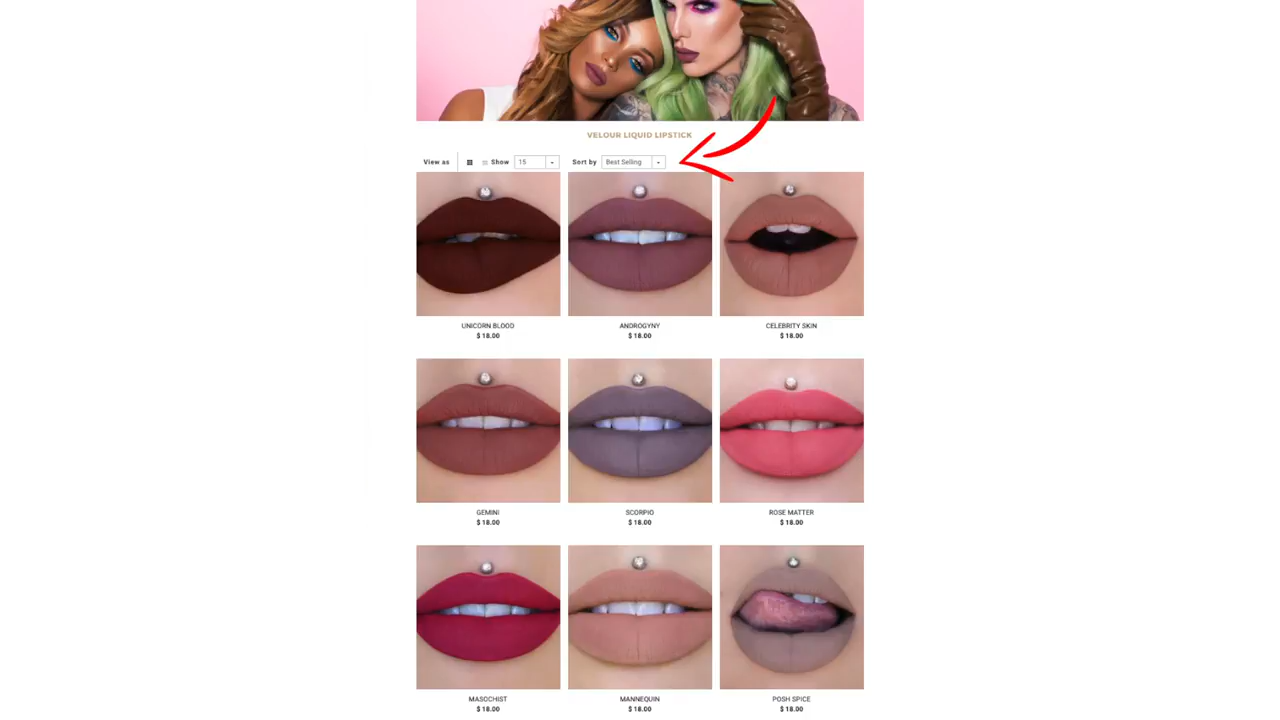 VELOUR LIQUID LIPSTICK
View as Show 15 Sort by Best Selling
UNICORN BLOOD ANDROGYNY CELEBRITY SKIN
$ 18.00 $ 18.00 $ 18.00
GEMINI SCORPIO ROSE MATTER
$ 18.00 $ 18.00 $ 18.00
MASOCHIST MANNEQUIN POSH SPICE
$ 18.00 $ 18.00 $ 18.00